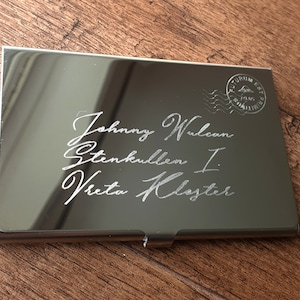 Johnny Wulcan
Stenkullen 1.
Vreta Kloster